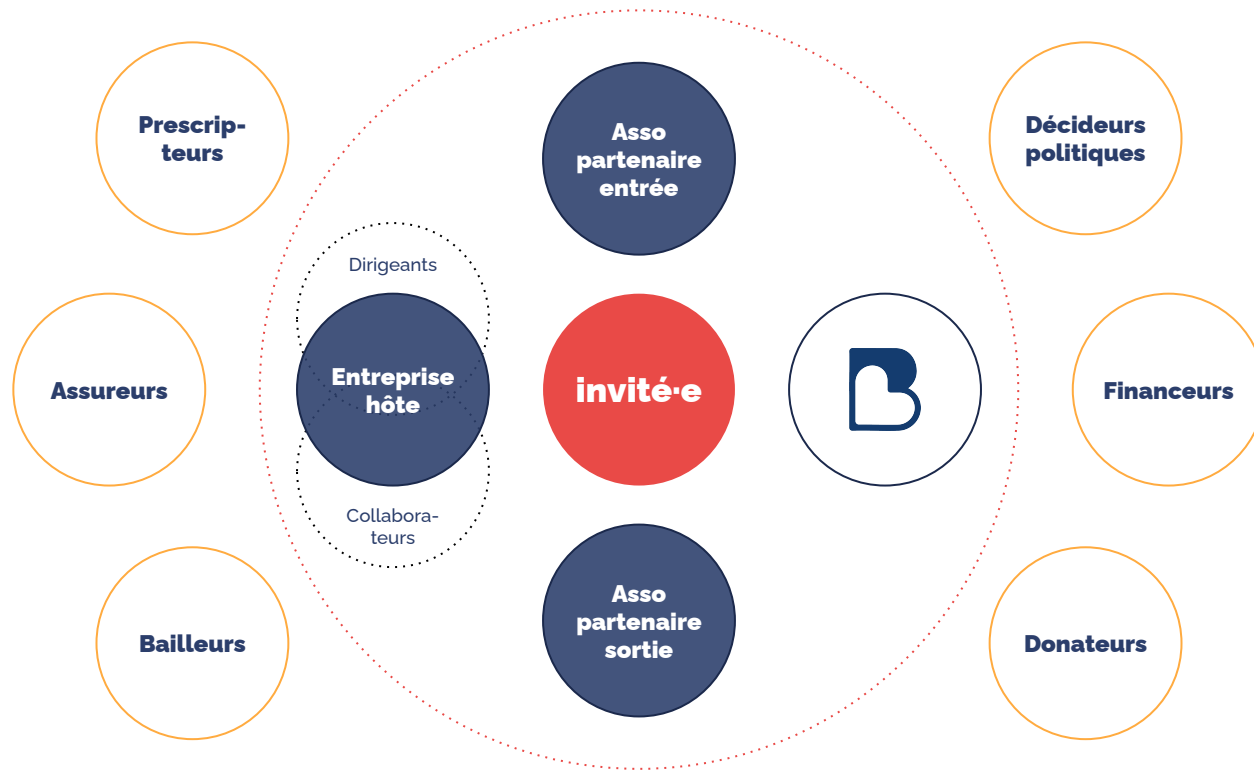 Prescrip-
teurs
Asso
partenaire
entrée
Décideurs
politiques
Dirigeants
Assureurs
Entreprise
hôte
invité·e
B
Financeurs
Collabora-
teurs
Asso
partenaire
sortie
Bailleurs
Donateurs